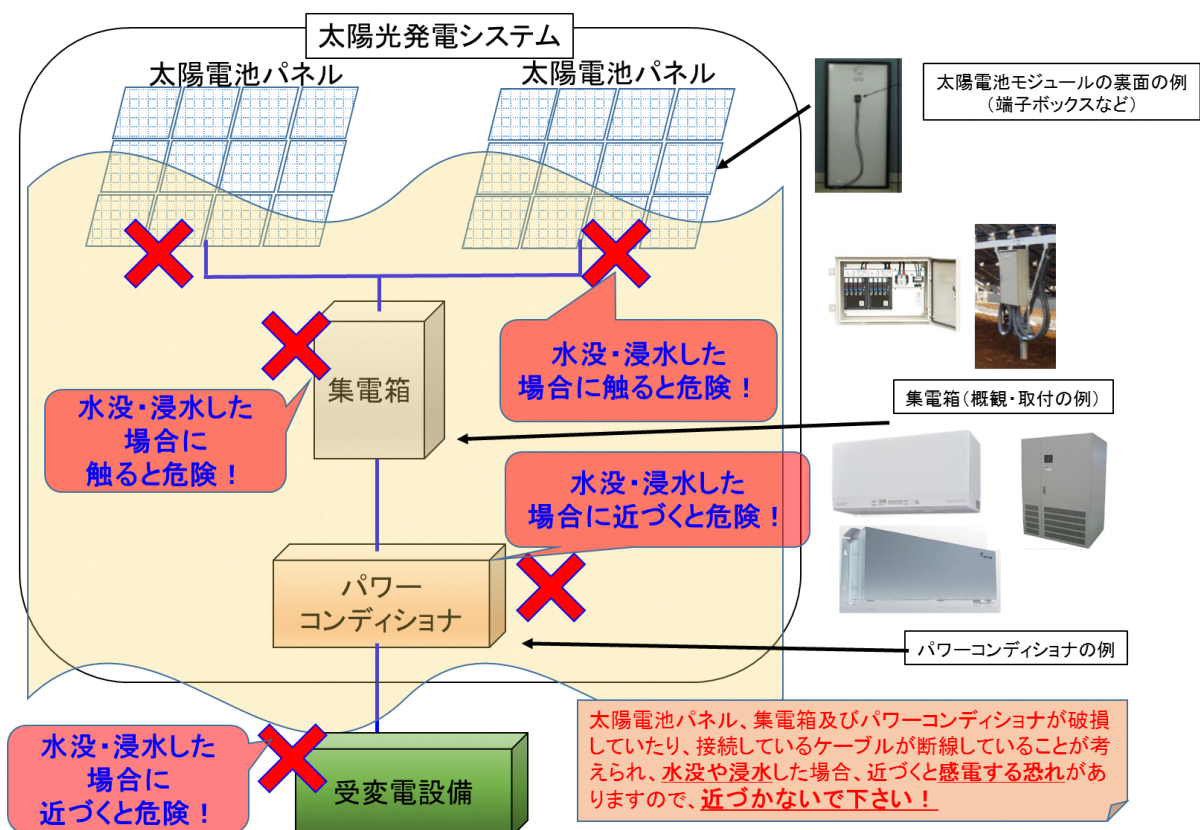 太陽光発電システム
太陽電池パネル
太陽電池パネル
太陽電池モジュールの裏面の例
（端子ボックスなど）
水没・浸水した
場合に触ると危険！
集電箱
水没・浸水した
場合に
触ると危険！
集電箱（概観・取付の例）
水没・浸水した
場合に近づくと危険！
パワー
コンディショナ
パワーコンディショナの例
太陽電池パネル、集電箱及びパワーコンディショナが破損
していたり、接続しているケーブルが断線していることが考
えられ、水没や浸水した場合、近づくと感電する恐れがあ
りますので、近づかないで下さい！
水没・浸水した
場合に
近づくと危険！
受変電設備